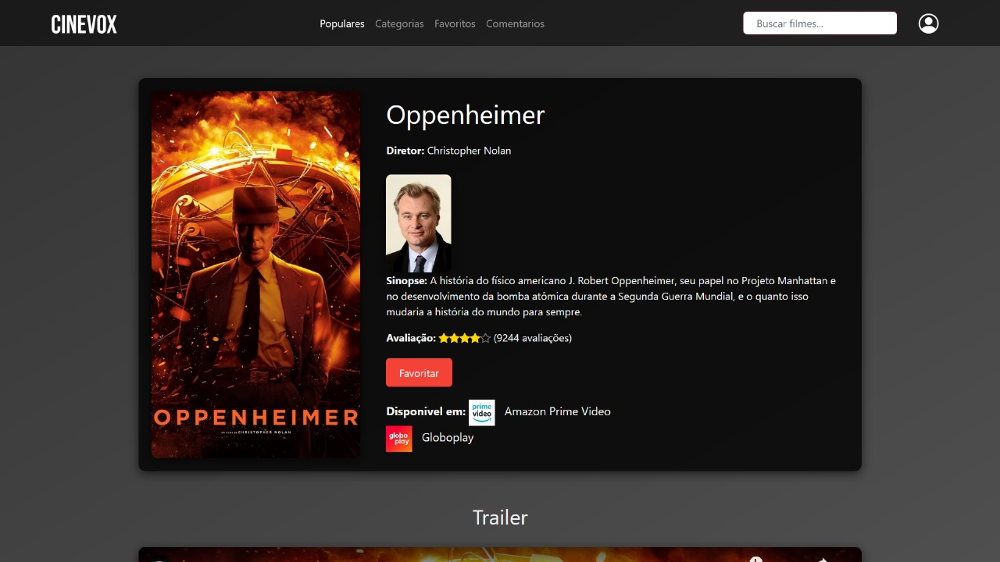 CINEVOX
Populares Categorias Favoritos Comentarios
Buscar filmes...
Oppenheimer
Diretor: Christopher Nolan
Sinopse: A história do físico americano J. Robert Oppenheimer, seu papel no Projeto Manhattan e
no desenvolvimento da bomba atômica durante a Segunda Guerra Mundial, e o quanto isso
mudaria a história do mundo para sempre.
Avaliação: ★★★★☆ (9244 avaliações)
Favoritar
Disponível em: prime video Amazon Prime Video
globo play Globoplay
OPPENHEIMER
UM FILME DE CHRISTOPHER NOLAN
Trailer